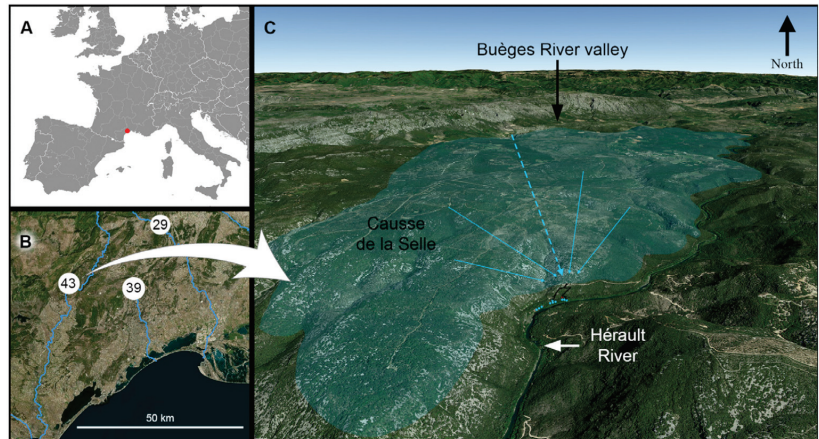 A
B
29
43
39
50 km
C
Buèges River valley
North
Causse
de la Selle
Hérault
River